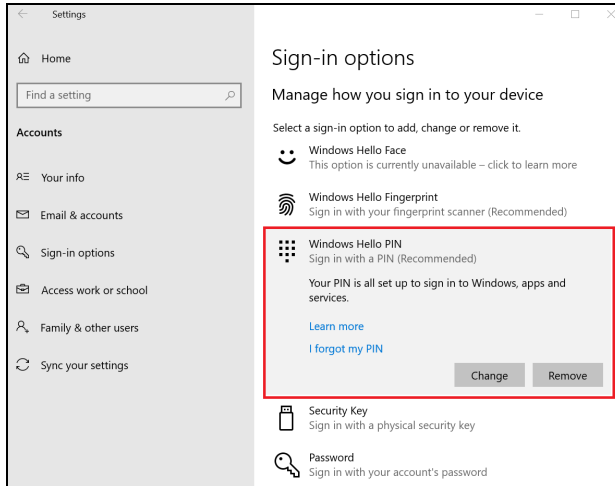 Settings
Home
Find a setting
Accounts
Your info
Email & accounts
Sign-in options
Access work or school
Family & other users
Sync your settings
Sign-in options
Manage how you sign in to your device
Select a sign-in option to add, change or remove it.
Windows Hello Face
This option is currently unavailable – click to learn more
Windows Hello Fingerprint
Sign in with your fingerprint scanner (Recommended)
Windows Hello PIN
Sign in with a PIN (Recommended)
Your PIN is all set up to sign in to Windows, apps and
services.
Learn more
I forgot my PIN
Change Remove
Security Key
Sign in with a physical security key
Password
Sign in with your account's password